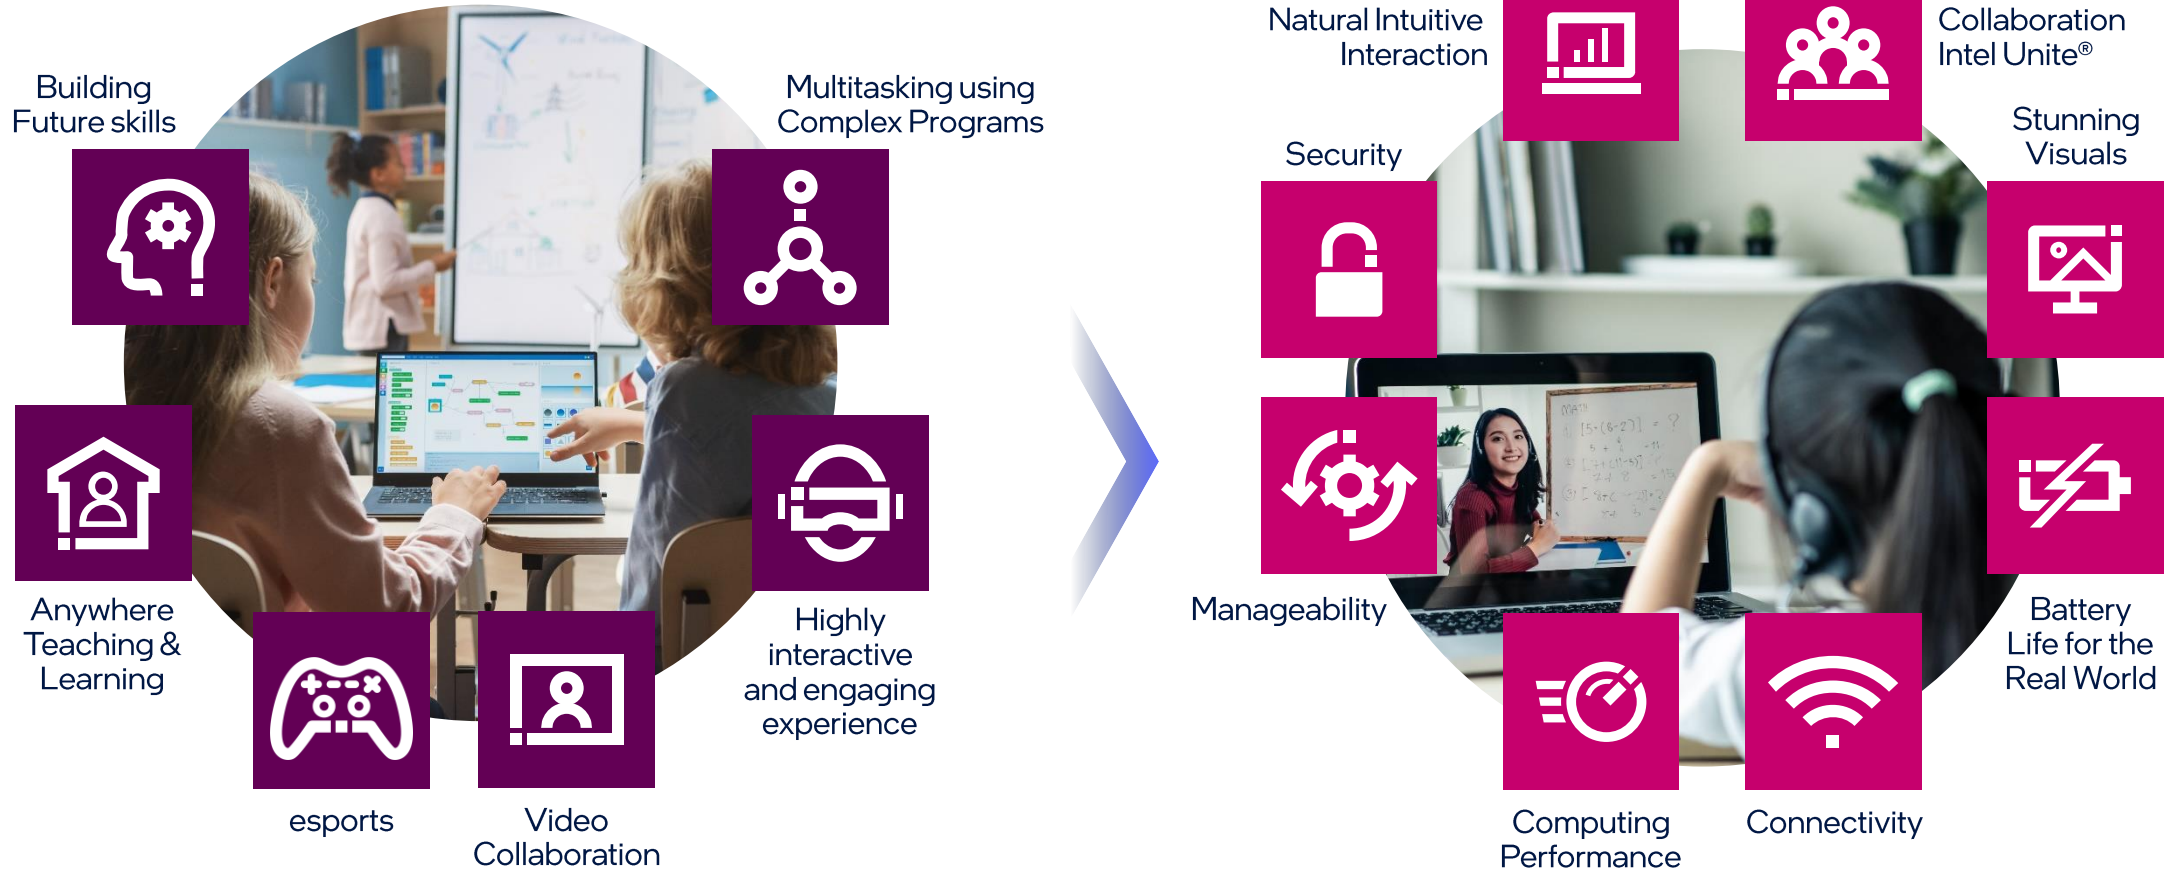 Building
Future skills
Multitasking using
Complex Programs
Anywhere
Teaching &
Learning
Highly
interactive
and engaging
experience
esports
Video
Collaboration
Natural Intuitive
Interaction
Collaboration
Intel Unite®
Security
Stunning
Visuals
MATH
Manageability
Battery
Life for the
Real World
Computing
Performance
Connectivity